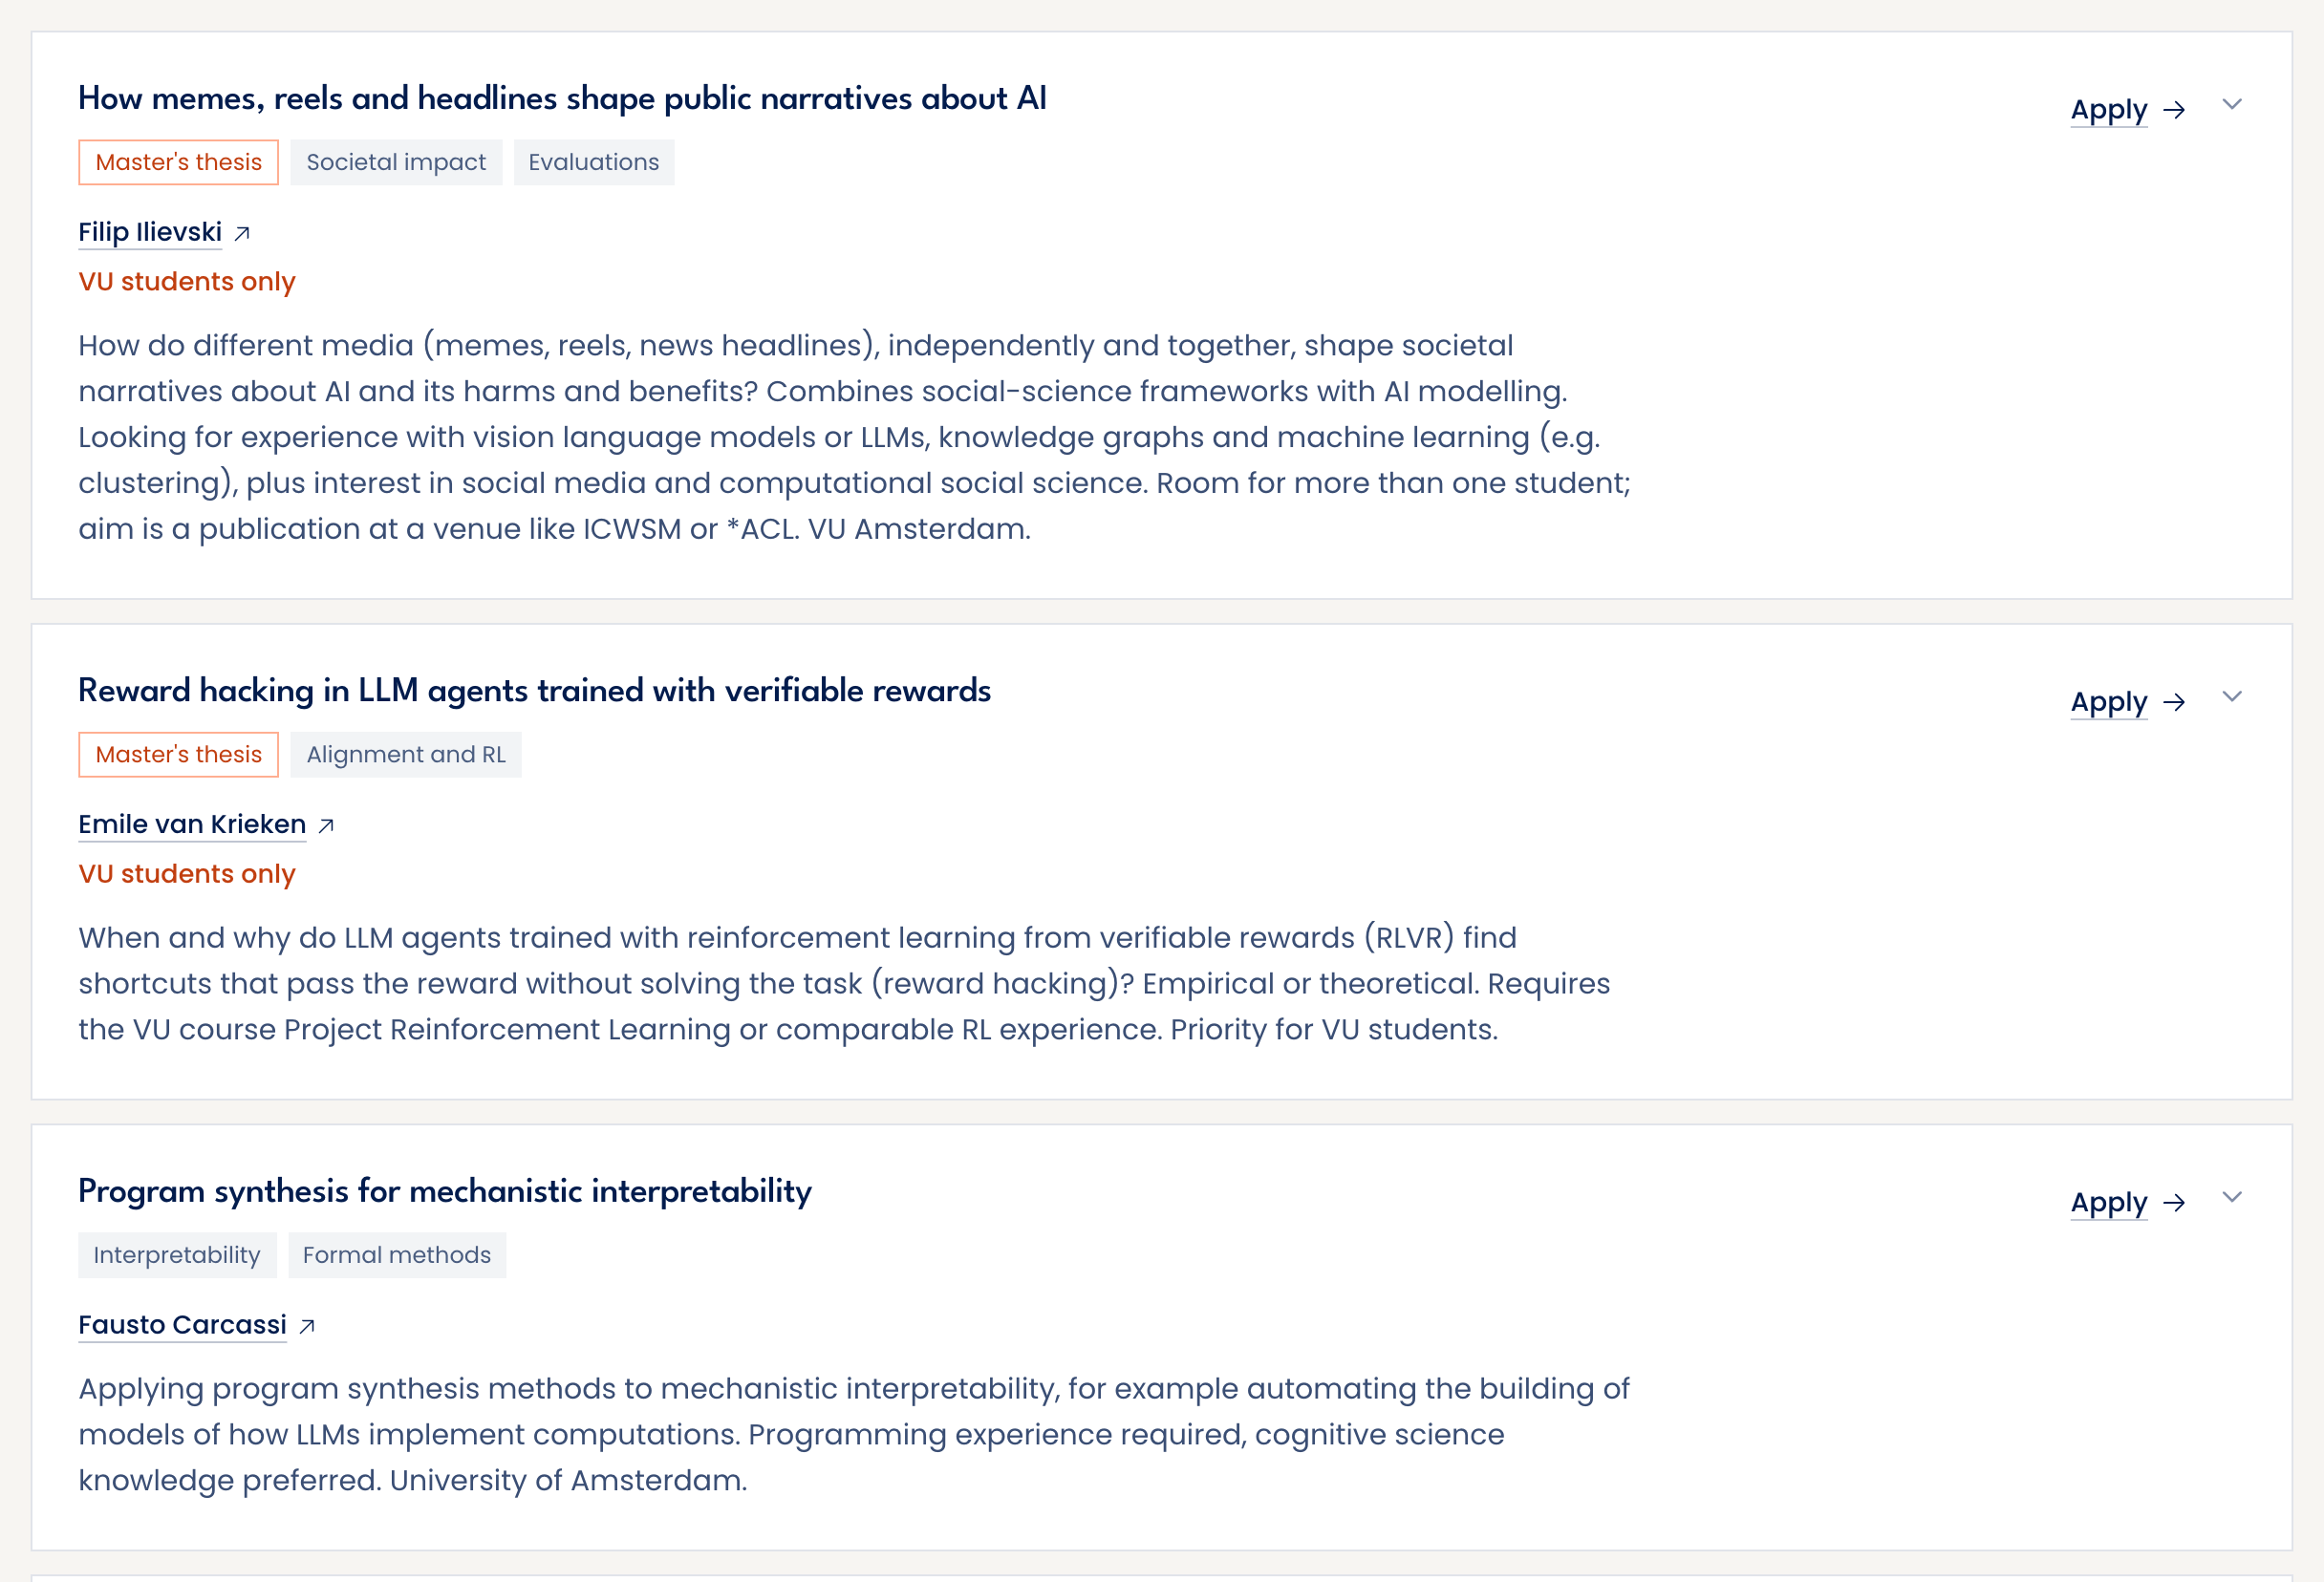 How memes, reels and headlines shape public narratives about AI
Apply →
Master's thesis
Societal impact
Evaluations
Filip Ilievski ↗
VU students only
How do different media (memes, reels, news headlines), independently and together, shape societal
narratives about AI and its harms and benefits? Combines social-science frameworks with AI modelling.
Looking for experience with vision language models or LLMs, knowledge graphs and machine learning (e.g.
clustering), plus interest in social media and computational social science. Room for more than one student;
aim is a publication at a venue like ICWSM or *ACL. VU Amsterdam.
Reward hacking in LLM agents trained with verifiable rewards
Apply →
Master's thesis
Alignment and RL
Emile van Krieken ↗
VU students only
When and why do LLM agents trained with reinforcement learning from verifiable rewards (RLVR) find
shortcuts that pass the reward without solving the task (reward hacking)? Empirical or theoretical. Requires
the VU course Project Reinforcement Learning or comparable RL experience. Priority for VU students.
Program synthesis for mechanistic interpretability
Apply →
Interpretability
Formal methods
Fausto Carcassi ↗
Applying program synthesis methods to mechanistic interpretability, for example automating the building of
models of how LLMs implement computations. Programming experience required, cognitive science
knowledge preferred. University of Amsterdam.